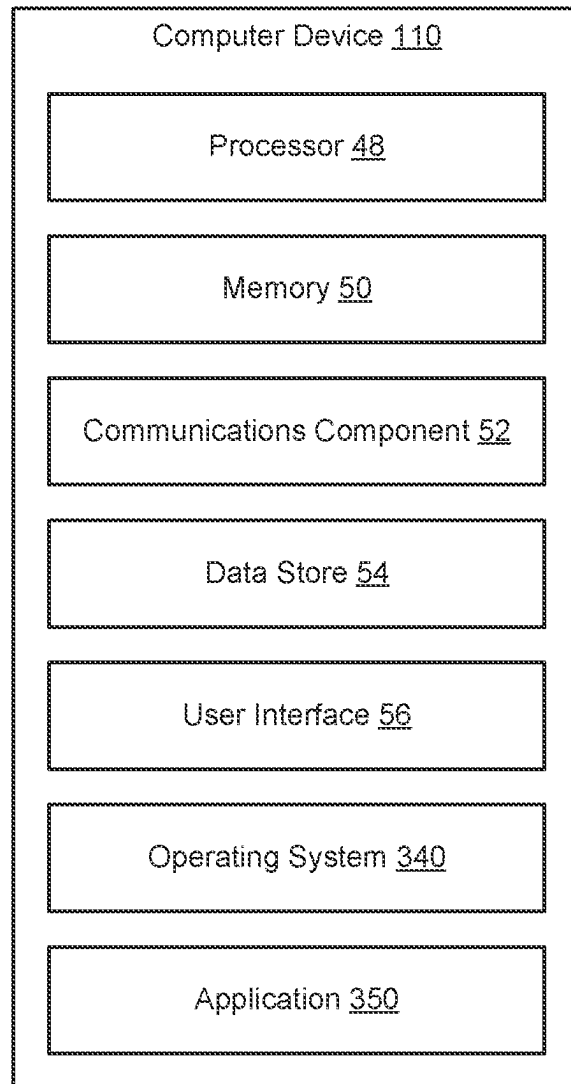 Computer Device 110
Processor 48
Memory 50
Communications Component 52
Data Store 54
User Interface 56
Operating System 340
Application 350